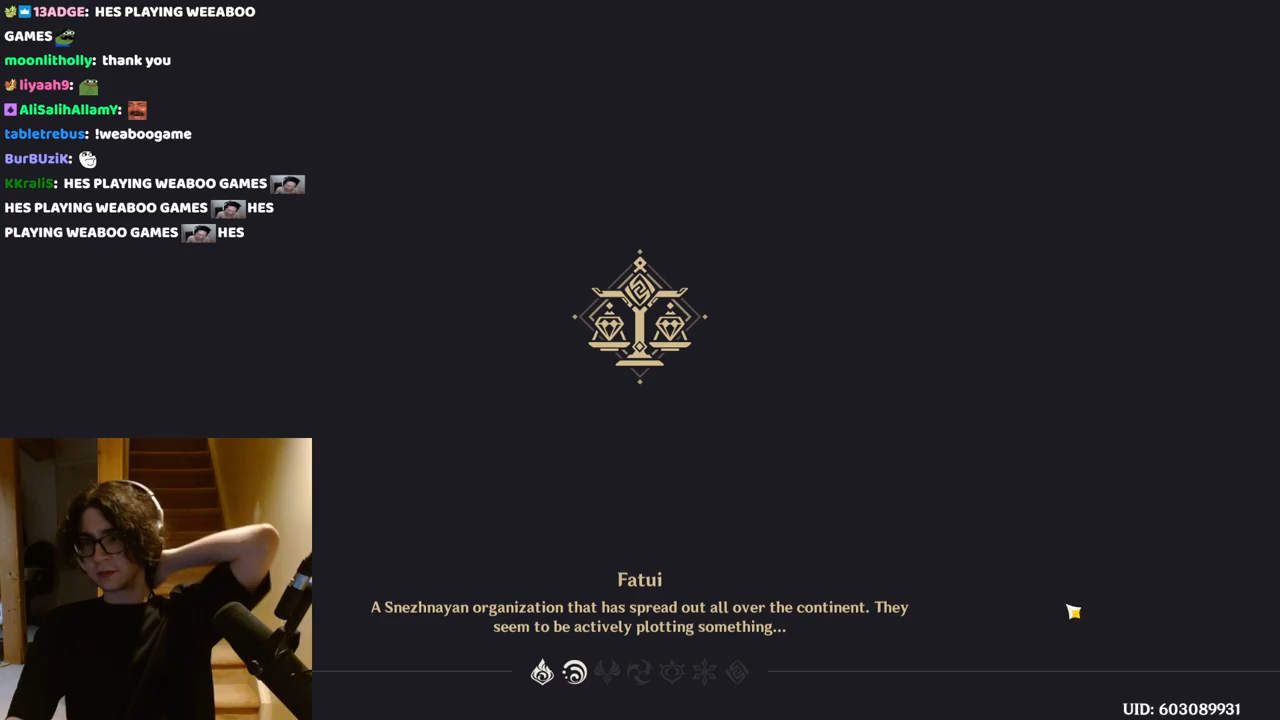 13ADGE: HES PLAYING WEEABOO
GAMES
moonlitholly: thank you
liyaah9:
AliSalihAllamY:
tabletrebus: !weaboogame
BurBUziK:
KKraliS: HES PLAYING WEABOO GAMES
HES PLAYING WEABOO GAMES HES
PLAYING WEABOO GAMES HES
Fatui
A Snezhnayan organization that has spread out all over the continent. They
seem to be actively plotting something...
UID: 603089931